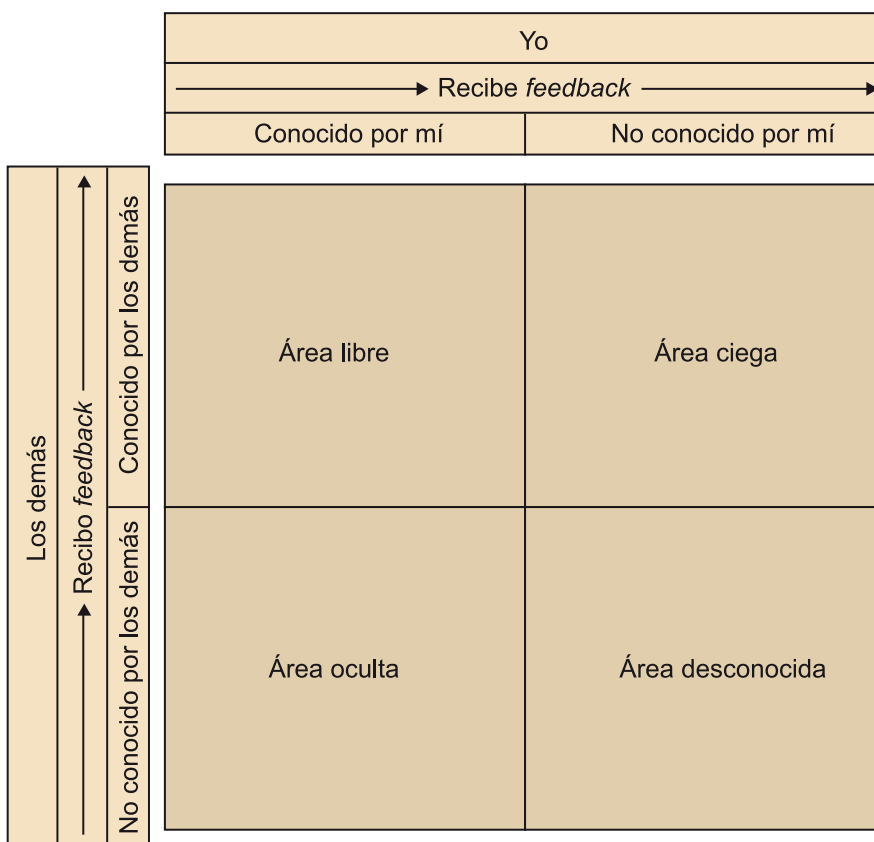 Yo
Recibe feedback
Conocido por mí
No conocido por mí
Los demás
Recibo feedback
Conocido por los demás
No conocido por los demás
Área libre
Área ciega
Área oculta
Área desconocida